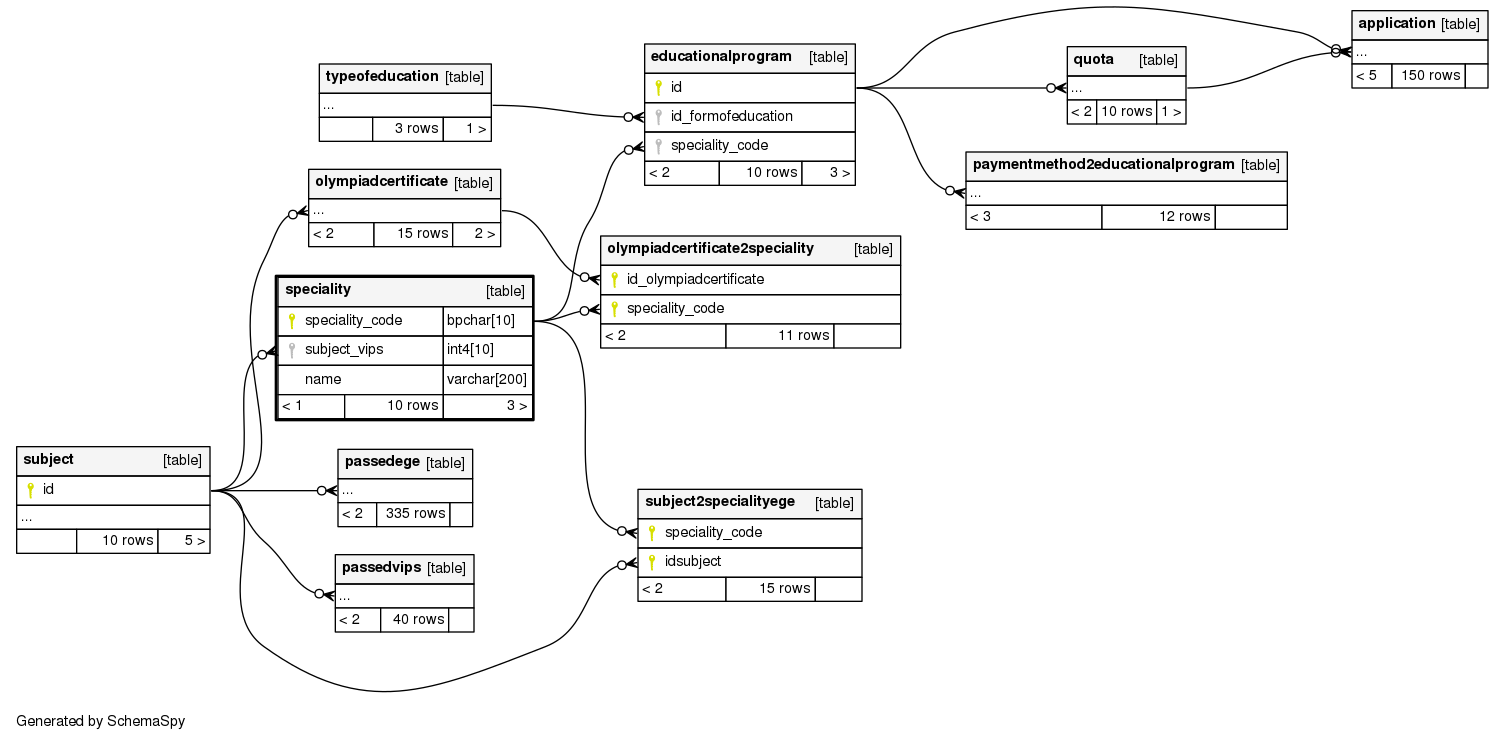 application [table]
...
< 5 150 rows
educationalprogram [table]
id
id_formofeducation
speciality_code
< 2 10 rows 3 >
quota [table]
...
< 2 10 rows 1 >
typeofeducation [table]
...
3 rows 1 >
paymentmethod2educationalprogram [table]
...
< 3 12 rows
olympiadcertificate [table]
...
< 2 15 rows 2 >
olympiadcertificate2speciality [table]
id_olympiadcertificate
speciality_code
< 2 11 rows
speciality [table]
speciality_code bpchar[10]
subject_vips int4[10]
name varchar[200]
< 1 10 rows 3 >
subject [table]
id
...
10 rows 5 >
passedege [table]
...
< 2 335 rows
subject2specialityege [table]
speciality_code
idsubject
< 2 15 rows
passedvips [table]
...
< 2 40 rows
Generated by SchemaSpy